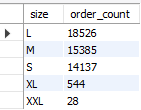 size order_count
L 18526
M 15385
S 14137
XL 544
XXL 28